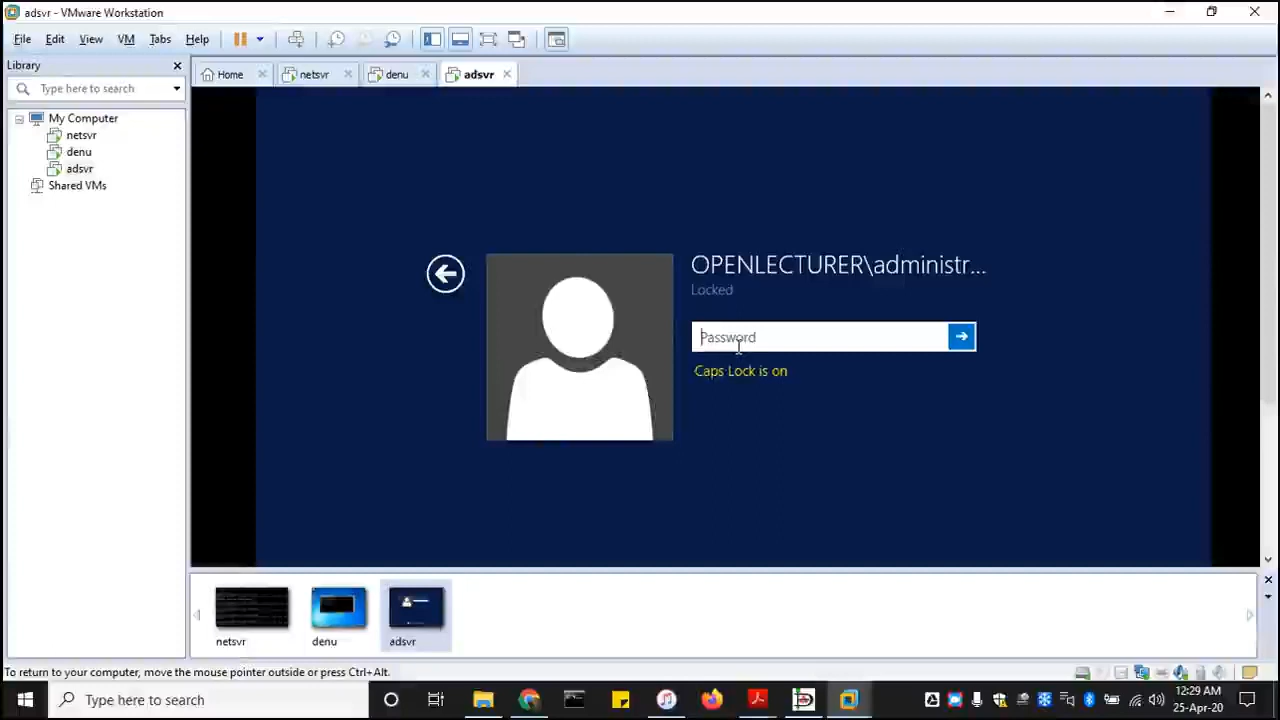 adsvr - VMware Workstation
File Edit View VM Tabs Help
Library
Type here to search
Home netsvr denu adsvr
My Computer
netsvr
denu
adsvr
Shared VMs
OPENLECTURER\administr...
Locked
Password
Caps Lock is on
netsvr denu adsvr
To return to your computer, move the mouse pointer outside or press Ctrl+Alt.
Type here to search
12:29 AM
25-Apr-20